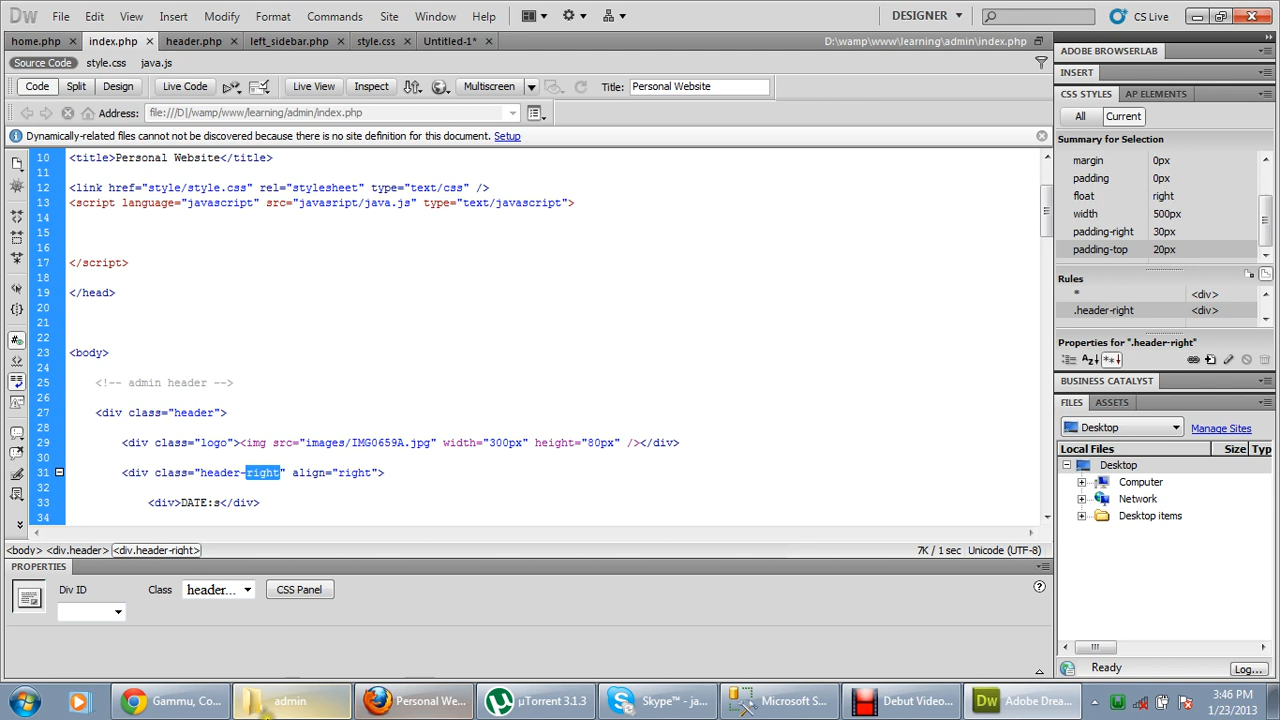 Dw File Edit View Insert Modify Format Commands Site Window Help DESIGNER CS Live
home.php × index.php × header.php × left_sidebar.php × style.css × Untitled-1* × D:\wamp\www\learning\admin\index.php
Source Code style.css java.js
Code Split Design Live Code Live View Inspect Multiscreen Title: Personal Website
Address: file:///D|/wamp/www/learning/admin/index.php
Dynamically-related files cannot be discovered because there is no site definition for this document. Setup
10 <title>Personal Website</title>
11
12 <link href="style/style.css" rel="stylesheet" type="text/css" />
13 <script language="javascript" src="javasript/java.js" type="text/javascript">
14
15
16
17 </script>
18
19 </head>
20
21
22
23 <body>
24
25 <!-- admin header -->
26
27 <div class="header">
28
29 <div class="logo"><img src="images/IMG0659A.jpg" width="300px" height="80px" /></div>
30
31 <div class="header-right" align="right">
32
33 <div>DATE:s</div>
34
<body> <div.header> <div.header-right> 7K / 1 sec Unicode (UTF-8)
PROPERTIES
Div ID Class header... CSS Panel
ADOBE BROWSERLAB
INSERT
CSS STYLES AP ELEMENTS
All Current
Summary for Selection
margin 0px
padding 0px
float right
width 500px
padding-right 30px
padding-top 20px
Rules
* <div>
.header-right <div>
Properties for ".header-right"
BUSINESS CATALYST
FILES ASSETS
Desktop Manage Sites
Local Files Size Typ
Desktop
Computer
Network
Desktop items
Ready Log...
Gammu, Co... admin Personal We... µTorrent 3.1.3 Skype™ - ja... Microsoft S... Debut Video... Dw Adobe Drea...
3:46 PM
1/23/2013